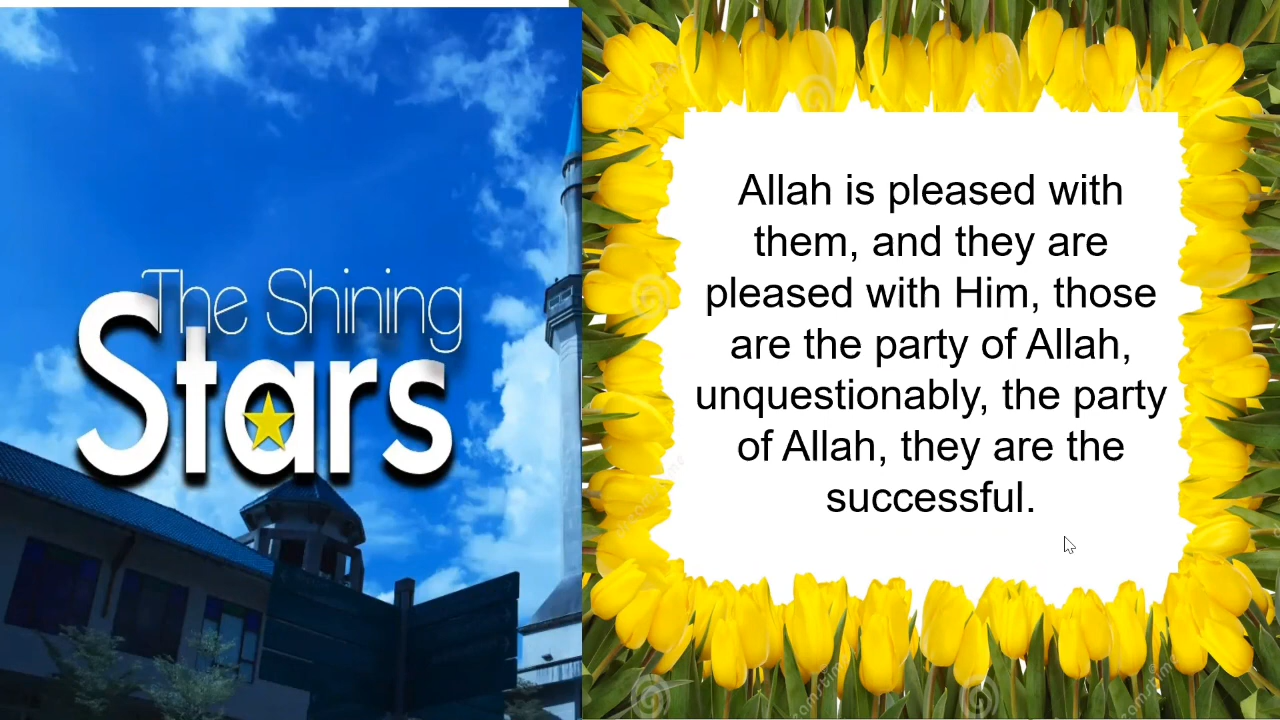 The Shining
Stars
Allah is pleased with
them, and they are
pleased with Him, those
are the party of Allah,
unquestionably, the party
of Allah, they are the
successful.